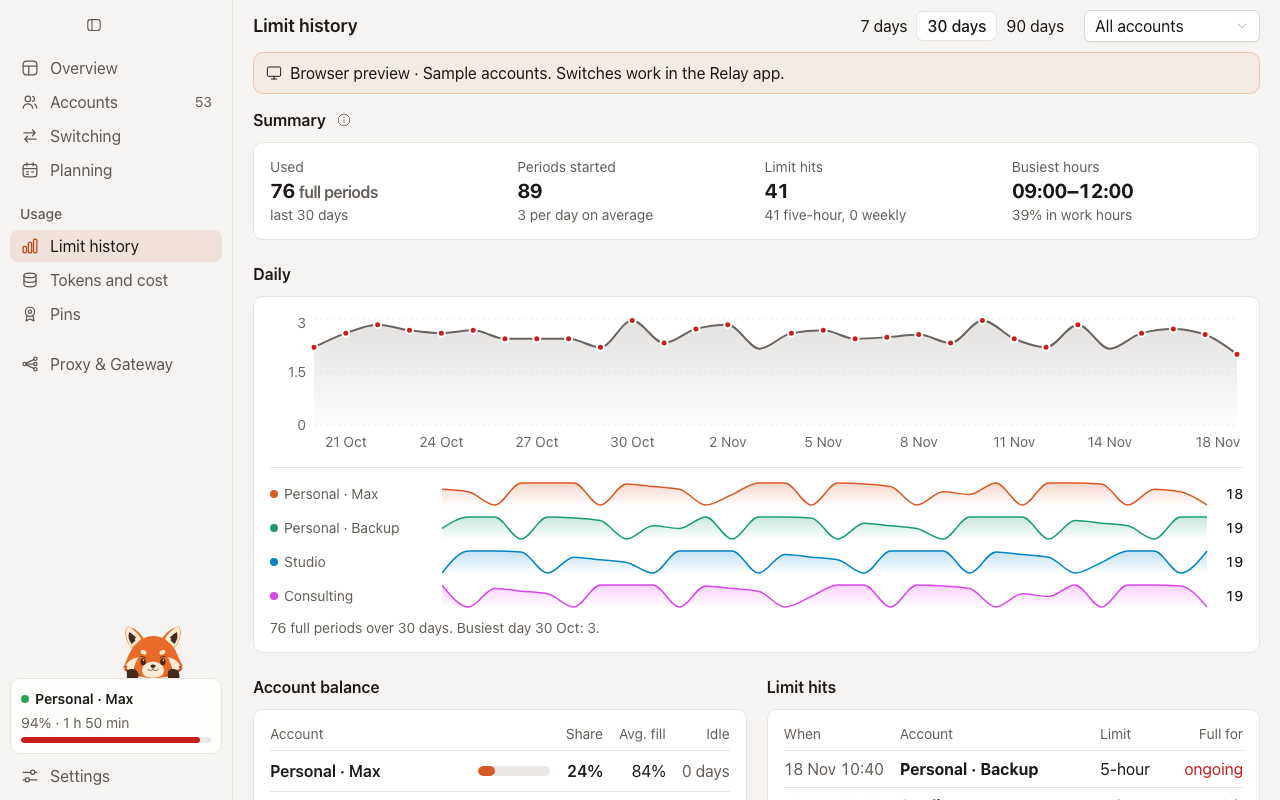 Overview
Accounts 53
Switching
Planning
Usage
Limit history
Tokens and cost
Pins
Proxy & Gateway
Personal · Max
94% · 1 h 50 min
Settings
Limit history 7 days 30 days 90 days All accounts
Browser preview · Sample accounts. Switches work in the Relay app.
Summary
Used Periods started Limit hits Busiest hours
76 full periods 89 41 09:00–12:00
last 30 days 3 per day on average 41 five-hour, 0 weekly 39% in work hours
Daily
3
1.5
0
21 Oct 24 Oct 27 Oct 30 Oct 2 Nov 5 Nov 8 Nov 11 Nov 14 Nov 18 Nov
Personal · Max 18
Personal · Backup 19
Studio 19
Consulting 19
76 full periods over 30 days. Busiest day 30 Oct: 3.
Account balance
Account Share Avg. fill Idle
Personal · Max 24% 84% 0 days
Limit hits
When Account Limit Full for
18 Nov 10:40 Personal · Backup 5-hour ongoing